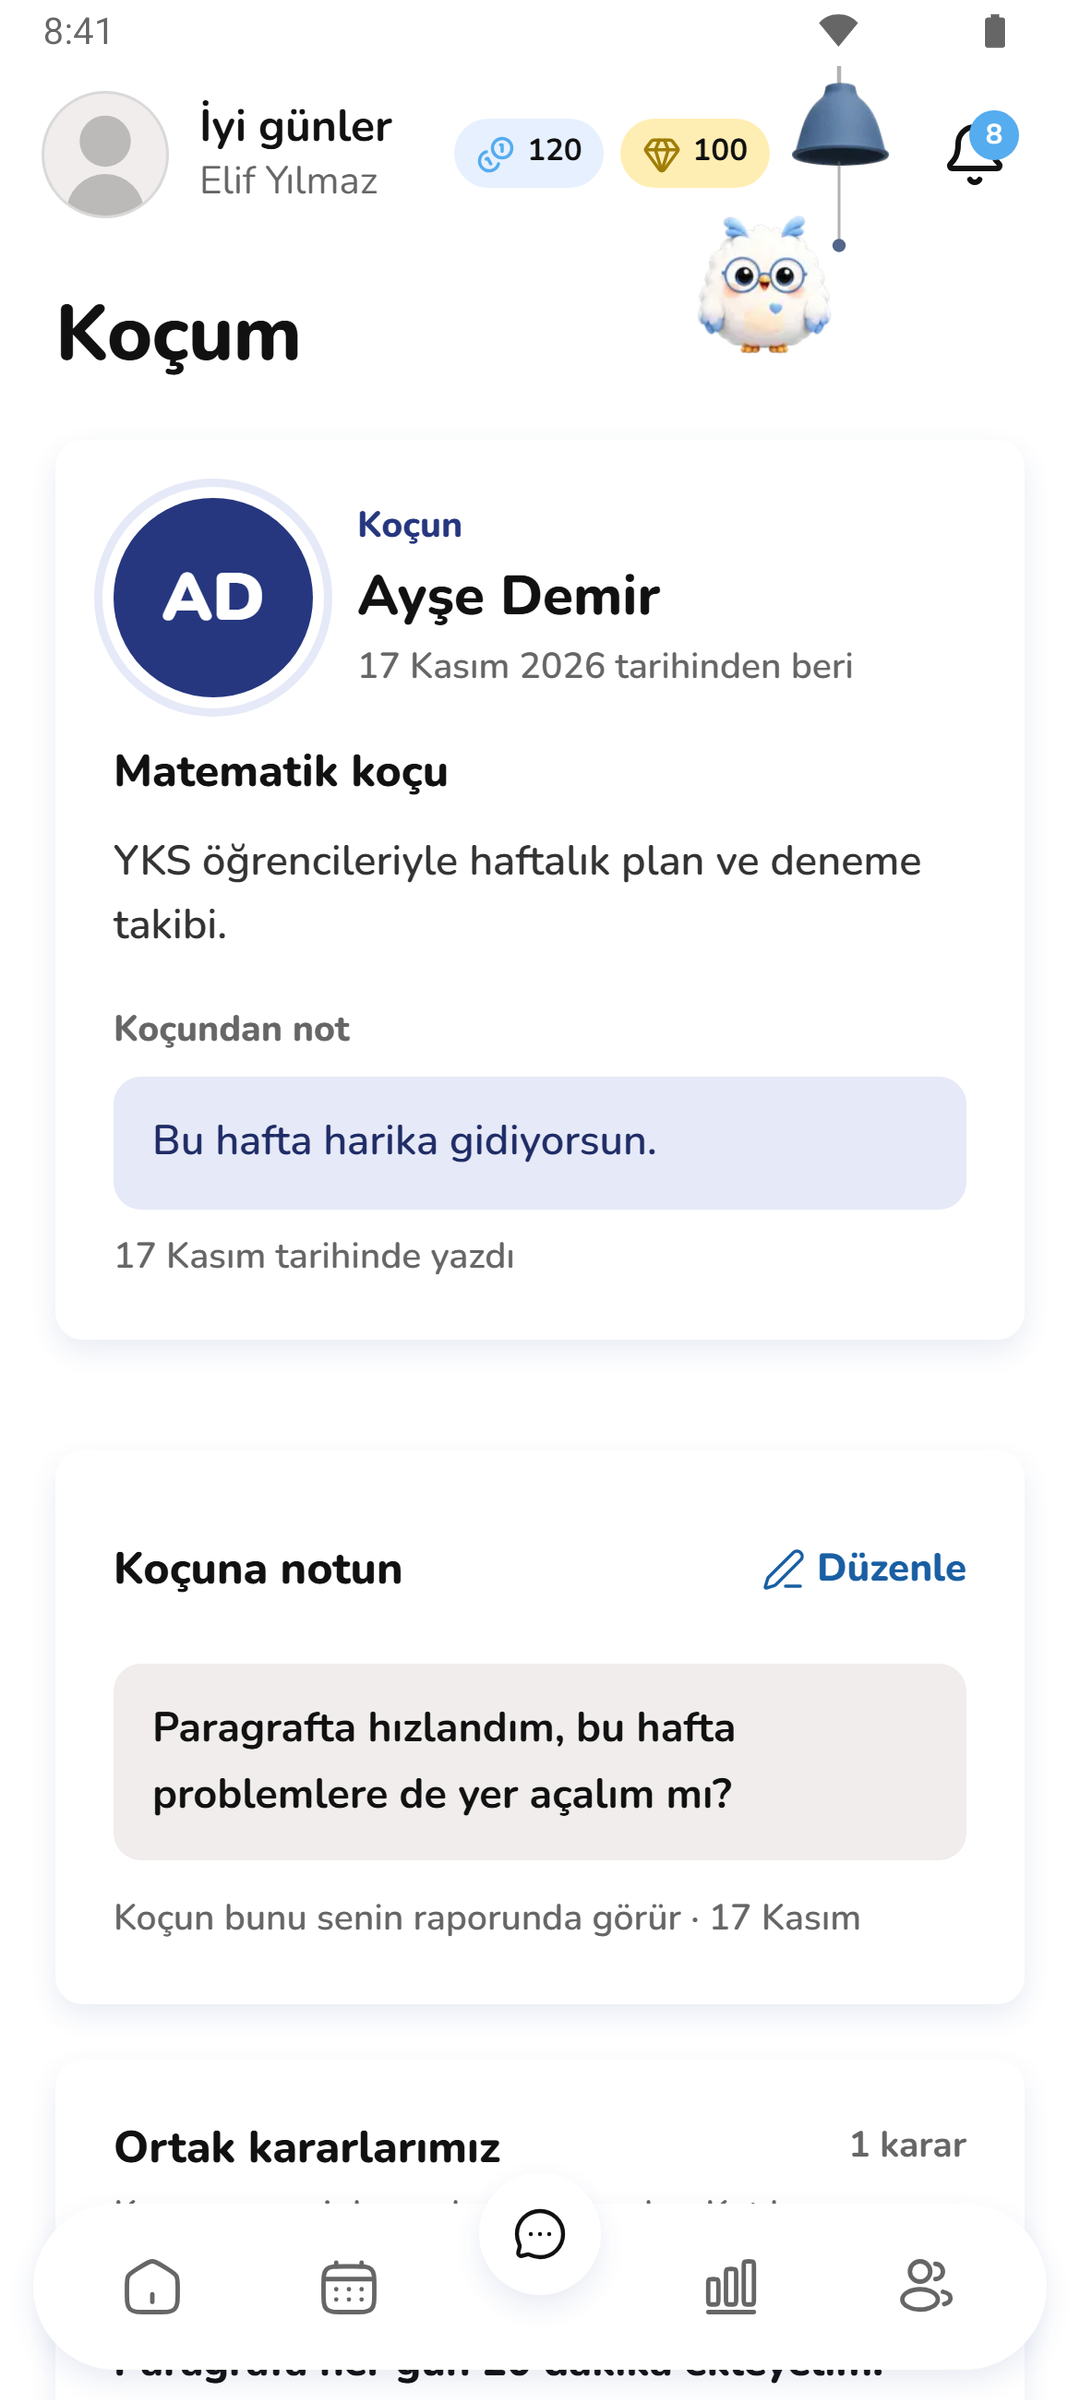 8:41
İyi günler
Elif Yılmaz
120
100
8
Koçum
AD
Koçun
Ayşe Demir
17 Kasım 2026 tarihinden beri
Matematik koçu
YKS öğrencileriyle haftalık plan ve deneme
takibi.
Koçundan not
Bu hafta harika gidiyorsun.
17 Kasım tarihinde yazdı
Koçuna notun
Düzenle
Paragrafta hızlandım, bu hafta
problemlere de yer açalım mı?
Koçun bunu senin raporunda görür · 17 Kasım
Ortak kararlarımız
1 karar